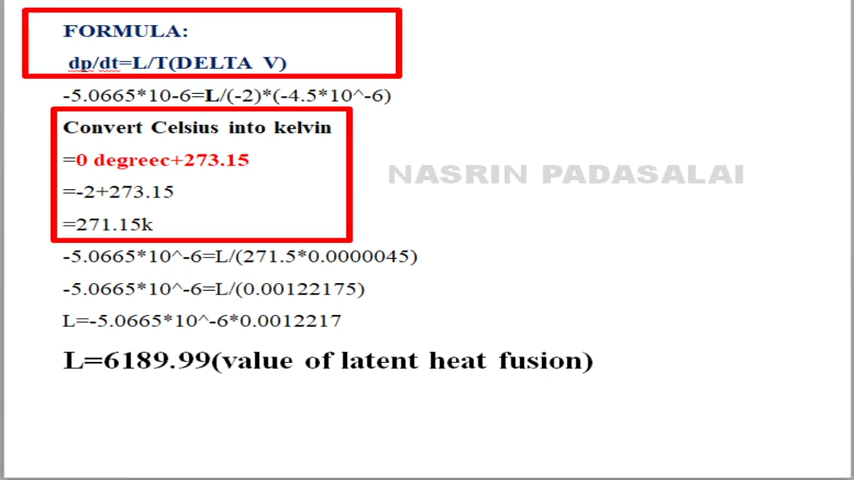 FORMULA:
dp/dt=L/T(DELTA V)
-5.0665*10-6=L/(-2)*(-4.5*10^-6)
Convert Celsius into kelvin
=0 degreec+273.15
NASRIN PADASALAI
=-2+273.15
=271.15k
-5.0665*10^-6=L/(271.5*0.0000045)
-5.0665*10^-6=L/(0.00122175)
L=-5.0665*10^-6*0.0012217
L=6189.99(value of latent heat fusion)